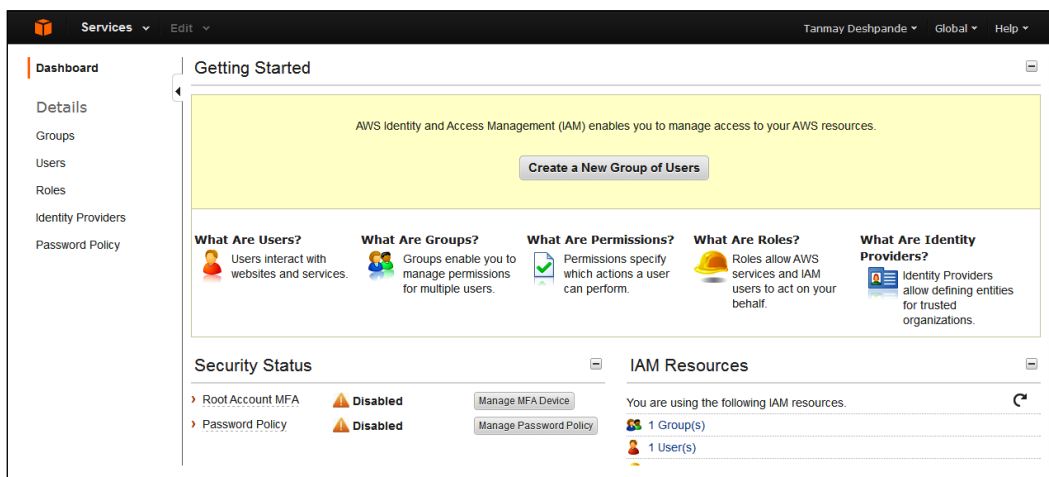 Services Edit Tanmay Deshpande Global Help
Dashboard
Details
Groups
Users
Roles
Identity Providers
Password Policy
Getting Started
AWS Identity and Access Management (IAM) enables you to manage access to your AWS resources.
Create a New Group of Users
What Are Users?
Users interact with
websites and services.
What Are Groups?
Groups enable you to
manage permissions
for multiple users.
What Are Permissions?
Permissions specify
which actions a user
can perform.
What Are Roles?
Roles allow AWS
services and IAM
users to act on your
behalf.
What Are Identity
Providers?
Identity Providers
allow defining entities
for trusted
organizations.
Security Status
Root Account MFA Disabled Manage MFA Device
Password Policy Disabled Manage Password Policy
IAM Resources
You are using the following IAM resources.
1 Group(s)
1 User(s)